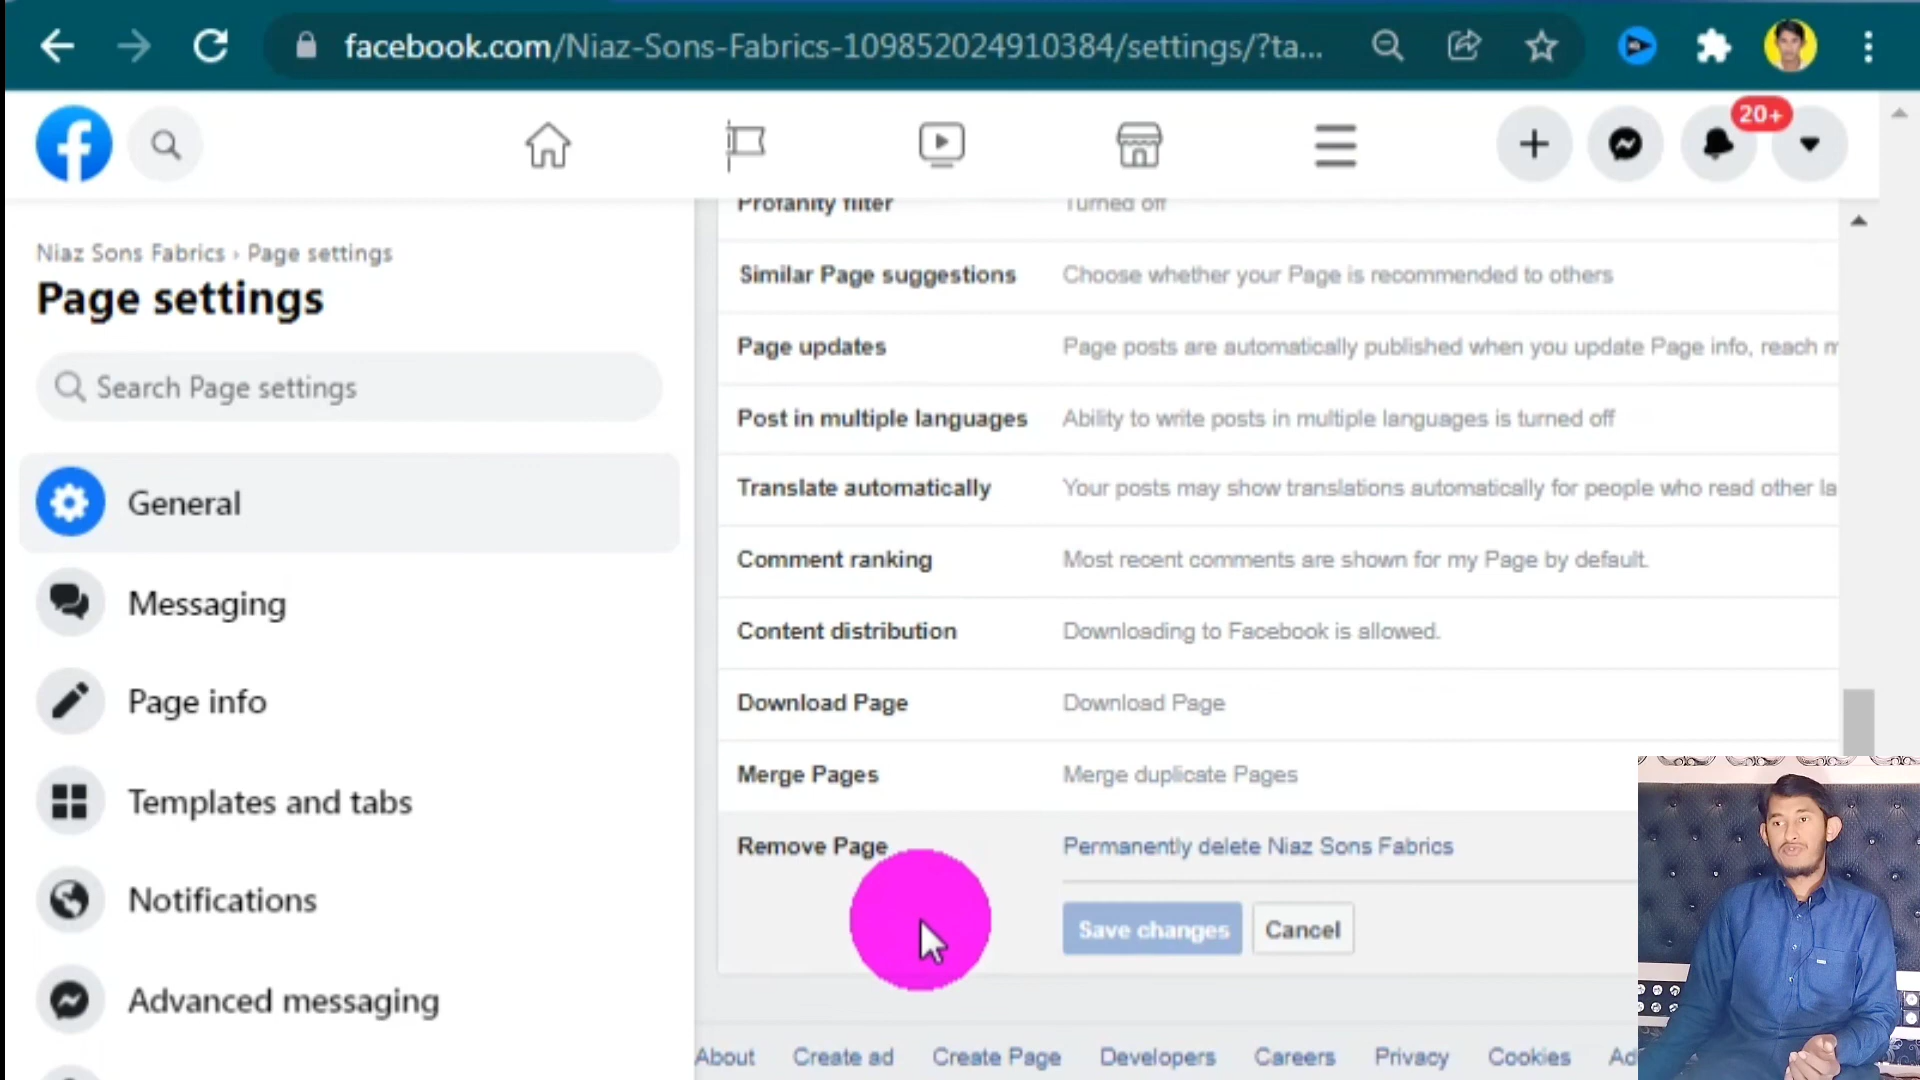 facebook.com/Niaz-Sons-Fabrics-109852024910384/settings/?ta...
20+
Niaz Sons Fabrics › Page settings
Page settings
Search Page settings
General
Messaging
Page info
Templates and tabs
Notifications
Advanced messaging
Profanity filter Turned off
Similar Page suggestions Choose whether your Page is recommended to others
Page updates Page posts are automatically published when you update Page info, reach m
Post in multiple languages Ability to write posts in multiple languages is turned off
Translate automatically Your posts may show translations automatically for people who read other la
Comment ranking Most recent comments are shown for my Page by default.
Content distribution Downloading to Facebook is allowed.
Download Page Download Page
Merge Pages Merge duplicate Pages
Remove Page Permanently delete Niaz Sons Fabrics
Save changes Cancel
About Create ad Create Page Developers Careers Privacy Cookies Ad